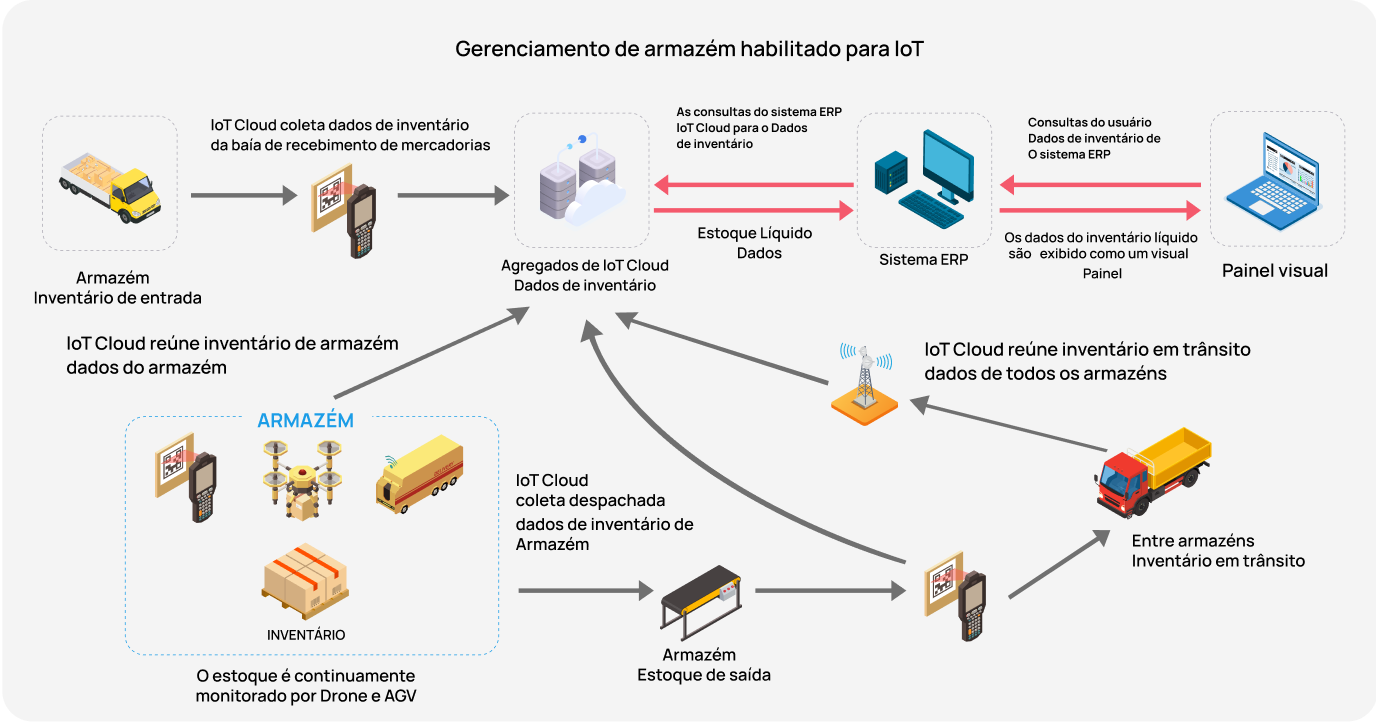 Gerenciamento de armazém habilitado para IoT
IoT Cloud coleta dados de inventário
da baía de recebimento de mercadorias
As consultas do sistema ERP
IoT Cloud para o Dados
de inventário
Consultas do usuário
Dados de inventário de
O sistema ERP
Armazém
Inventário de entrada
Agregados de IoT Cloud
Dados de inventário
Estoque Líquido
Dados
Sistema ERP
Os dados do inventário líquido
são exibido como um visual
Painel
Painel visual
IoT Cloud reúne inventário de armazém
dados do armazém
IoT Cloud reúne inventário em trânsito
dados de todos os armazéns
ARMAZÉM
IoT Cloud
coleta despachada
dados de inventário de
Armazém
INVENTÁRIO
O estoque é continuamente
monitorado por Drone e AGV
Armazém
Estoque de saída
Entre armazéns
Inventário em trânsito